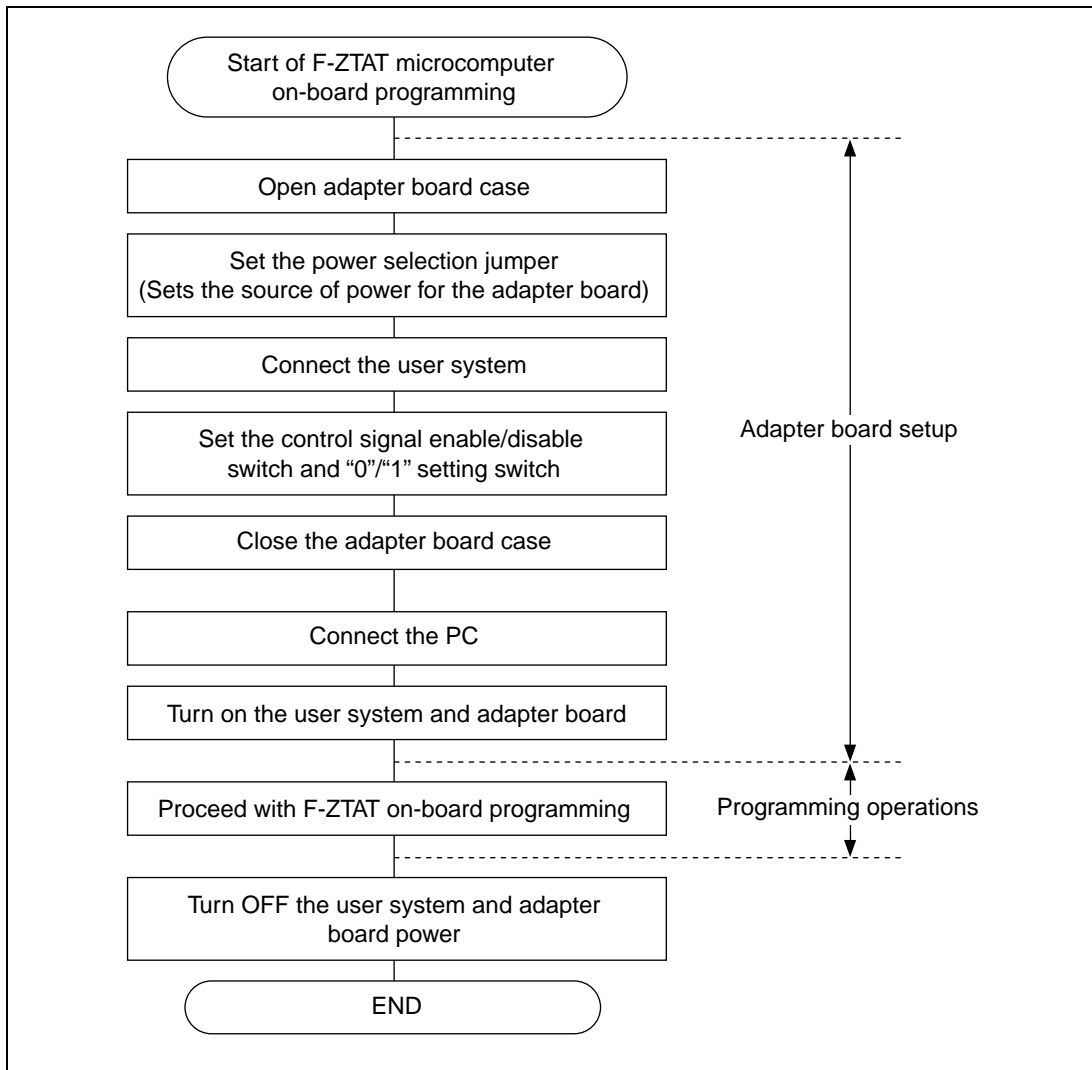 Start of F-ZTAT microcomputer
on-board programming
Open adapter board case
Set the power selection jumper
(Sets the source of power for the adapter board)
Connect the user system
Set the control signal enable/disable
switch and “0”/“1” setting switch
Adapter board setup
Close the adapter board case
Connect the PC
Turn on the user system and adapter board
Proceed with F-ZTAT on-board programming
Programming operations
Turn OFF the user system and adapter
board power
END